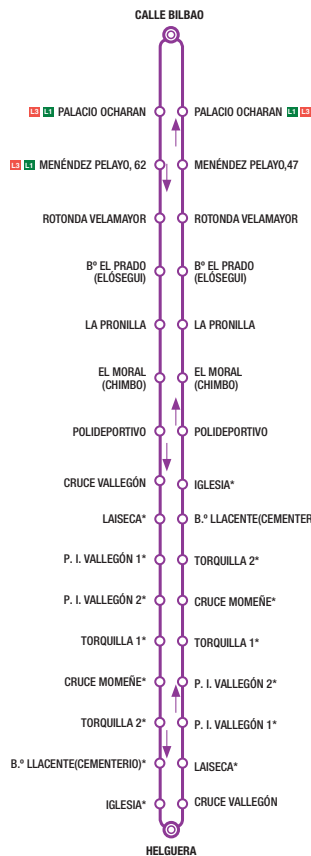 CALLE BILBAO
L3 L1 PALACIO OCHARAN
PALACIO OCHARAN L1 L3
L3 L1 MENÉNDEZ PELAYO, 62
MENÉNDEZ PELAYO,47
ROTONDA VELAMAYOR
ROTONDA VELAMAYOR
Bº EL PRADO
(ELÓSEGUI)
Bº EL PRADO
(ELÓSEGUI)
LA PRONILLA
LA PRONILLA
EL MORAL
(CHIMBO)
EL MORAL
(CHIMBO)
POLIDEPORTIVO
POLIDEPORTIVO
CRUCE VALLEGÓN
IGLESIA*
LAISECA*
B.º LLACENTE(CEMENTER
P. I. VALLEGÓN 1*
TORQUILLA 2*
P. I. VALLEGÓN 2*
CRUCE MOMEÑE*
TORQUILLA 1*
TORQUILLA 1*
CRUCE MOMEÑE*
P. I. VALLEGÓN 2*
TORQUILLA 2*
P. I. VALLEGÓN 1*
B.º LLACENTE(CEMENTERIO)*
LAISECA*
IGLESIA*
CRUCE VALLEGÓN
HELGUERA